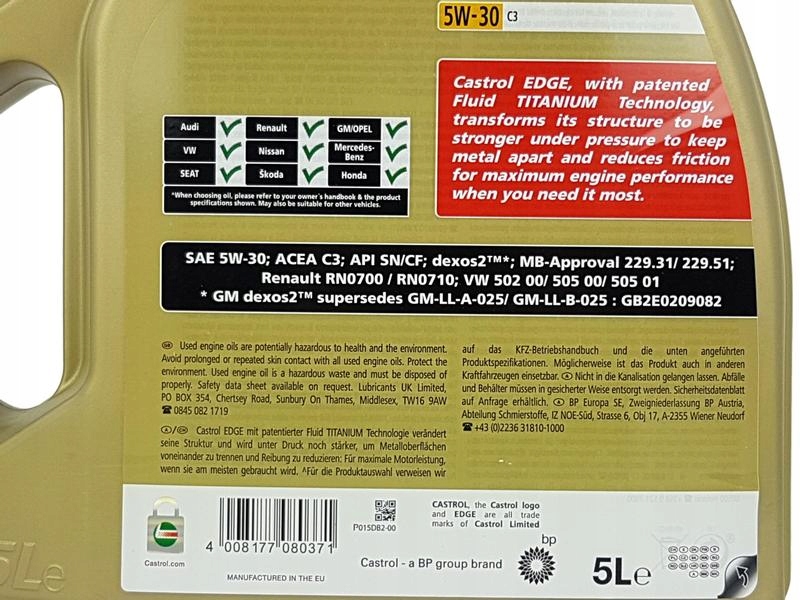 5W-30 C3
Castrol EDGE, with patented
Fluid TITANIUM Technology,
transforms its structure to be
stronger under pressure to keep
metal apart and reduces friction
for maximum engine performance
when you need it most.
Audi Renault GM/OPEL
VW Nissan Mercedes-
Benz
SEAT Škoda Honda
*When choosing oil, please refer to your owner's handbook & the product
specifications shown. May also be suitable for other vehicles.
SAE 5W-30; ACEA C3; API SN/CF; dexos2™*; MB-Approval 229.31/ 229.51;
Renault RN0700 / RN0710; VW 502 00/ 505 00/ 505 01
* GM dexos2™ supersedes GM-LL-A-025/ GM-LL-B-025 : GB2E0209082
GB Used engine oils are potentially hazardous to health and the environment.
Avoid prolonged or repeated skin contact with all used engine oils. Protect the
environment. Used engine oil is a hazardous waste and must be disposed of
properly. Safety data sheet available on request. Lubricants UK Limited,
PO BOX 354, Chertsey Road, Sunbury On Thames, Middlesex, TW16 9AW
☎ 0845 082 1719
A/D Castrol EDGE mit patentierter Fluid TITANIUM Technologie verändert
seine Struktur und wird unter Druck noch stärker, um Metalloberflächen
voneinander zu trennen und Reibung zu reduzieren: Für maximale Motorleistung,
wenn sie am meisten gebraucht wird. ^Für die Produktauswahl verweisen wir
auf das KFZ-Betriebshandbuch und die unten angeführten
Produktspezifikationen. Möglicherweise ist das Produkt auch in anderen
Kraftfahrzeugen einsetzbar. Nicht in die Kanalisation gelangen lassen. Abfälle
und Behälter müssen in gesicherter Weise entsorgt werden. Sicherheitsdatenblatt
auf Anfrage erhältlich. A BP Europa SE, Zweigniederlassung BP Austria,
Abteilung Schmierstoffe, IZ NOE-Süd, Strasse 6, Obj 17, A-2355 Wiener Neudorf
☎ +43 (0)2236 31810-1000
Castrol.com
4 008177 080371
MANUFACTURED IN THE EU
P015DB2-00
CASTROL, the Castrol logo
and EDGE are all trade
marks of Castrol Limited
Castrol - a BP group brand
bp
5Le
5Le